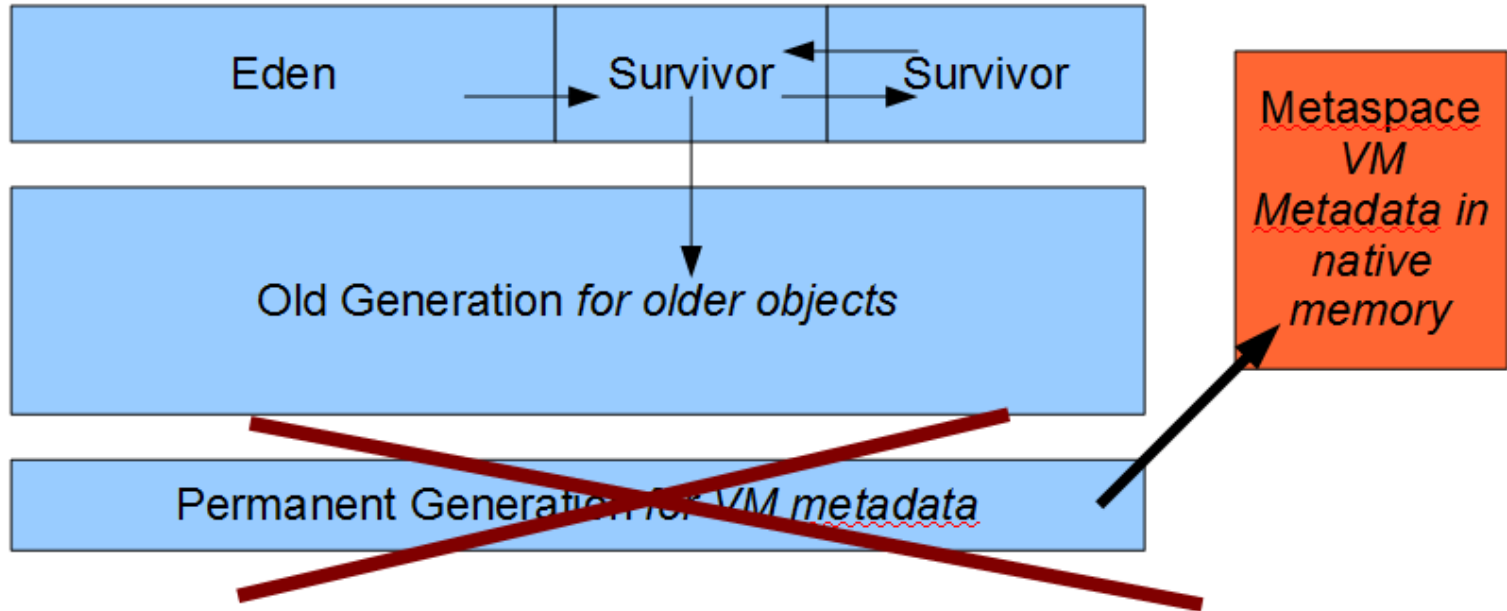 Eden
Survivor
Survivor
Metaspace
VM
Metadata in
native
memory
Old Generation for older objects
Permanent Generation for VM metadata